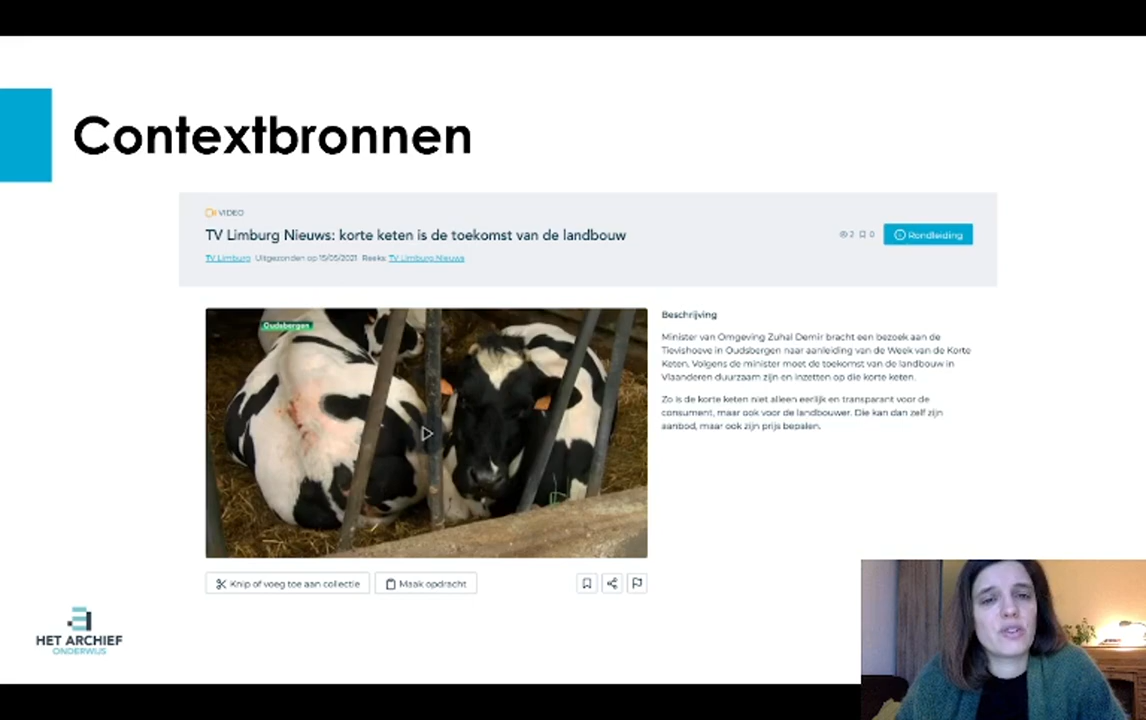 Contextbronnen
VIDEO
TV Limburg Nieuws: korte keten is de toekomst van de landbouw
2 0
Rondleiding
TV Limburg Uitgezonden op 15/05/2021 Reeks: TV Limburg Nieuws
Oudsbergen
Beschrijving
Minister van Omgeving Zuhal Demir bracht een bezoek aan de
Tievishoeve in Oudsbergen naar aanleiding van de Week van de Korte
Keten. Volgens de minister moet de toekomst van de landbouw in
Vlaanderen duurzaam zijn en inzetten op die korte keten.
Zo is de korte keten niet alleen eerlijk en transparant voor de
consument, maar ook voor de landbouwer. Die kan dan zelf zijn
aanbod, maar ook zijn prijs bepalen.
Knip of voeg toe aan collectie
Maak opdracht
HET ARCHIEF
ONDERWIJS